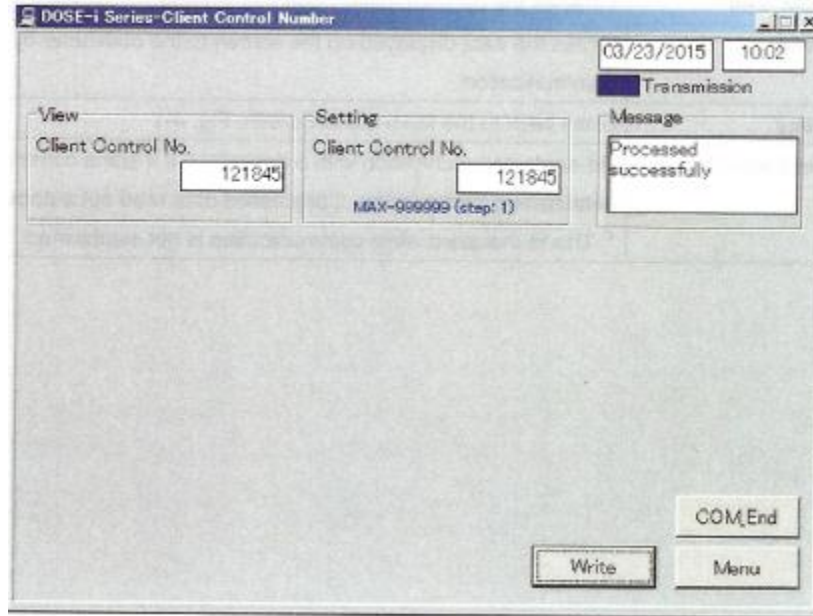 DOSE-i Series-Client Control Number
03/23/2015 10:02
Transmission
View
Client Control No.
121845
Setting
Client Control No.
121845
MAX-999999 (step: 1)
Message
Processed
successfully
COM.End
Write
Menu